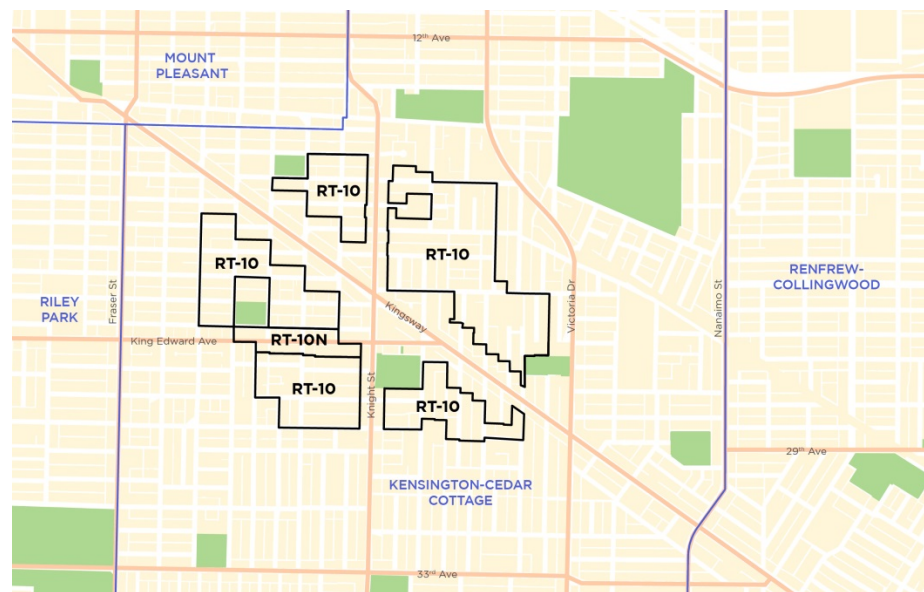 12th Ave
MOUNT
PLEASANT
RT-10
RT-10
RT-10
RENFREW-
COLLINGWOOD
RILEY
PARK
Fraser St
Kingsway
Victoria Dr
Nanaimo St
King Edward Ave
RT-10N
RT-10
Knight St
RT-10
29th Ave
KENSINGTON-CEDAR
COTTAGE
33rd Ave